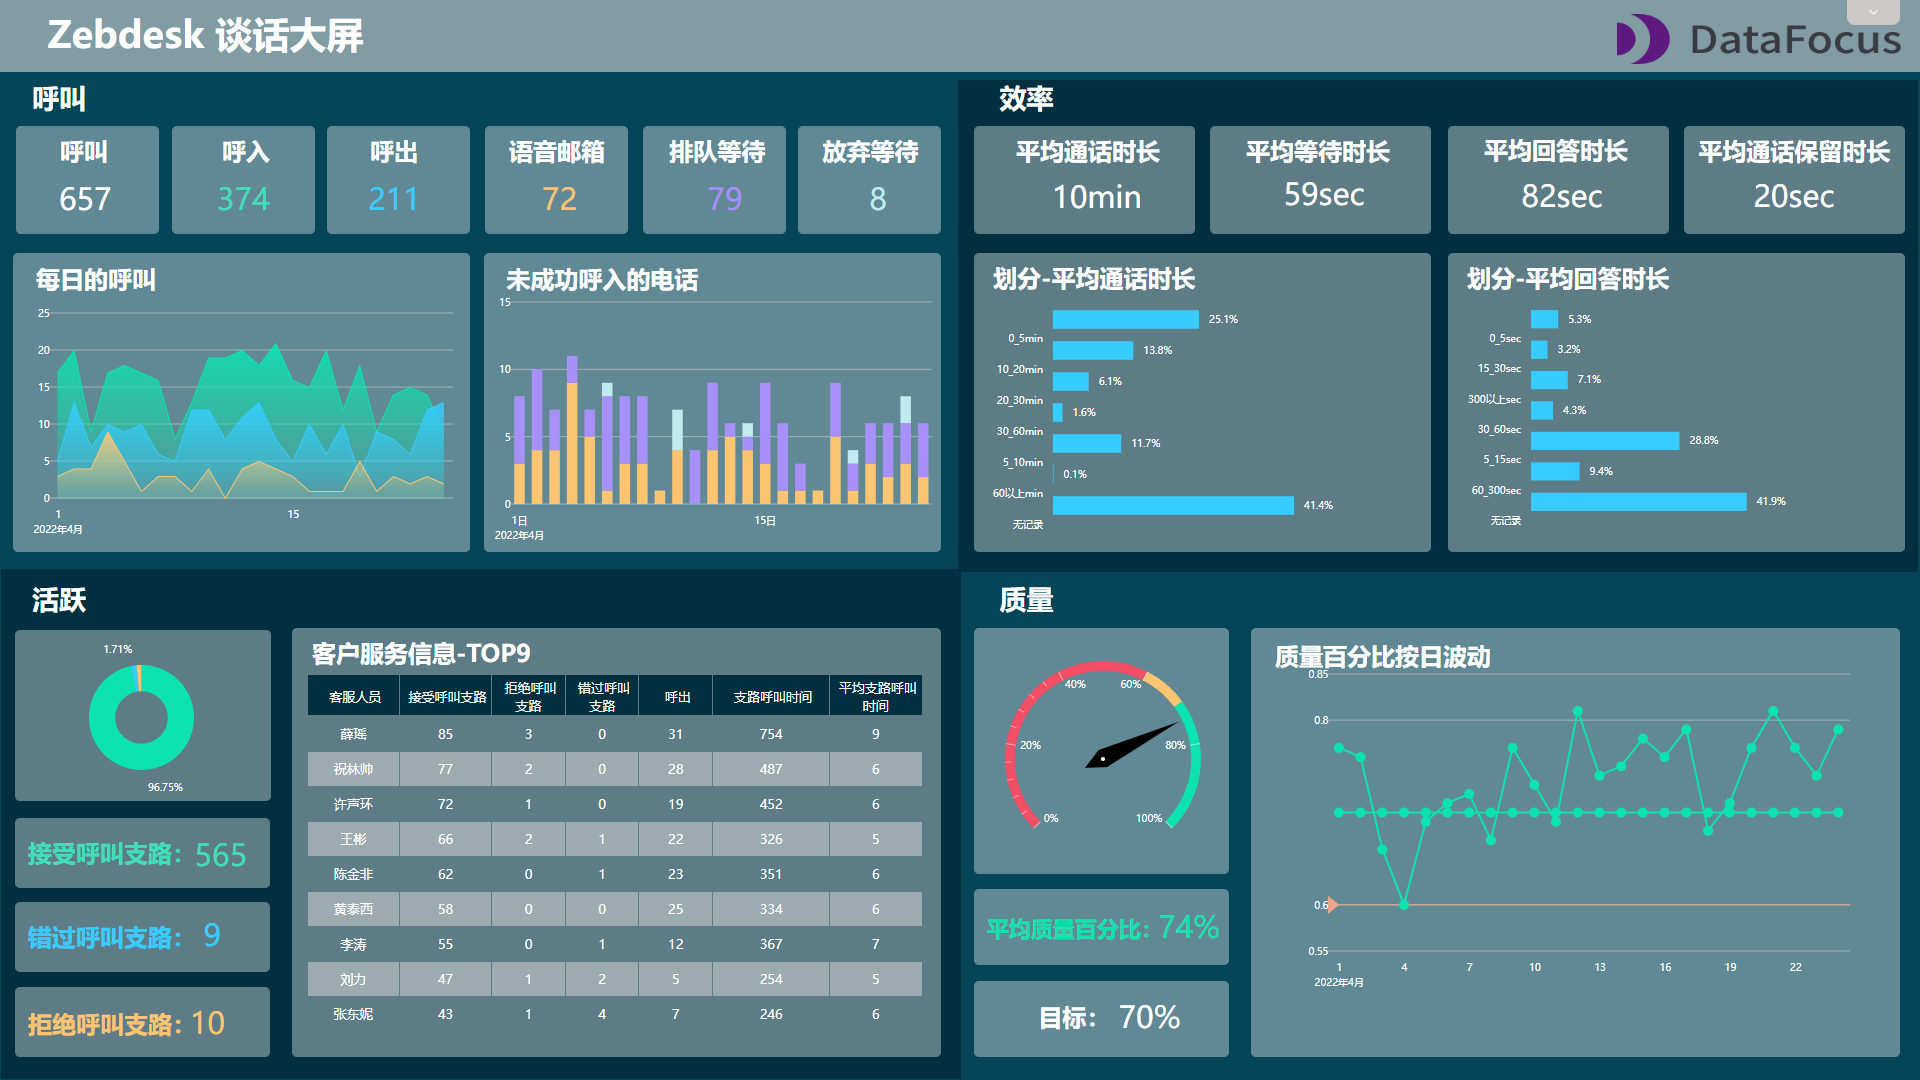 Zebdesk 谈话大屏
DataFocus
呼叫
呼叫
657
呼入
374
呼出
211
语音邮箱
72
排队等待
79
放弃等待
8
每日的呼叫
25
20
15
10
5
0
1
15
2022年4月
未成功呼入的电话
15
10
5
0
1日
15日
2022年4月
效率
平均通话时长
10min
平均等待时长
59sec
平均回答时长
82sec
平均通话保留时长
20sec
划分-平均通话时长
25.1%
0_5min
13.8%
10_20min
6.1%
20_30min
1.6%
30_60min
11.7%
5_10min
0.1%
60以上min
41.4%
无记录
划分-平均回答时长
5.3%
0_5sec
3.2%
15_30sec
7.1%
300以上sec
4.3%
30_60sec
28.8%
5_15sec
9.4%
60_300sec
41.9%
无记录
活跃
1.71%
96.75%
接受呼叫支路：565
错过呼叫支路： 9
拒绝呼叫支路：10
客户服务信息-TOP9
客服人员 接受呼叫支路 拒绝呼叫支路 错过呼叫支路 呼出 支路呼叫时间 平均支路呼叫时间
薛瑶 85 3 0 31 754 9
祝林帅 77 2 0 28 487 6
许声环 72 1 0 19 452 6
王彬 66 2 1 22 326 5
陈金非 62 0 1 23 351 6
黄泰西 58 0 0 25 334 6
李涛 55 0 1 12 367 7
刘力 47 1 2 5 254 5
张东妮 43 1 4 7 246 6
质量
0%
20%
40%
60%
80%
100%
平均质量百分比：74%
目标： 70%
质量百分比按日波动
0.85
0.8
0.6
0.55
1 4 7 10 13 16 19 22
2022年4月